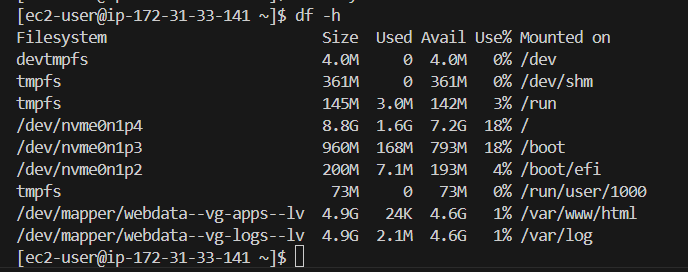 [ec2-user@ip-172-31-33-141 ~]$ df -h
Filesystem                       Size  Used Avail Use% Mounted on
devtmpfs                         4.0M     0  4.0M   0% /dev
tmpfs                            361M     0  361M   0% /dev/shm
tmpfs                            145M  3.0M  142M   3% /run
/dev/nvme0n1p4                   8.8G  1.6G  7.2G  18% /
/dev/nvme0n1p3                   960M  168M  793M  18% /boot
/dev/nvme0n1p2                   200M  7.1M  193M   4% /boot/efi
tmpfs                             73M     0   73M   0% /run/user/1000
/dev/mapper/webdata--vg-apps--lv 4.9G   24K  4.6G   1% /var/www/html
/dev/mapper/webdata--vg-logs--lv 4.9G  2.1M  4.6G   1% /var/log
[ec2-user@ip-172-31-33-141 ~]$